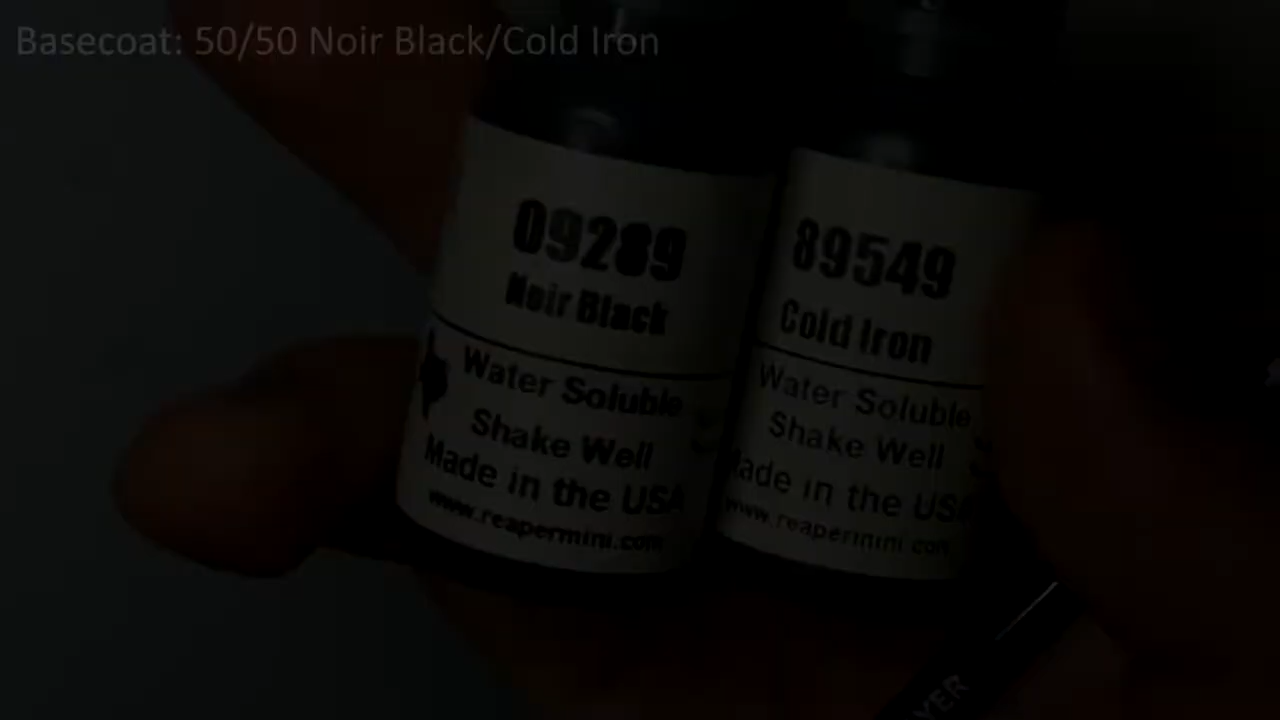 Basecoat: 50/50 Noir Black/Cold Iron
09289
Noir Black
Water Soluble
Shake Well
Made in the USA
www.reapermini.com
89549
Cold Iron
Water Soluble
Shake Well
Made in the USA
www.reapermini.com
YER